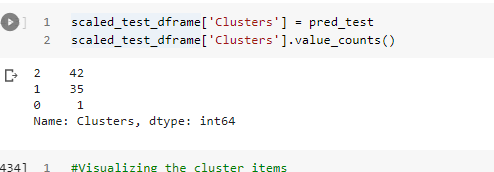 1 scaled_test_dframe['Clusters'] = pred_test
2 scaled_test_dframe['Clusters'].value_counts()
2    42
1    35
0     1
Name: Clusters, dtype: int64
434] 1 #Visualizing the cluster items